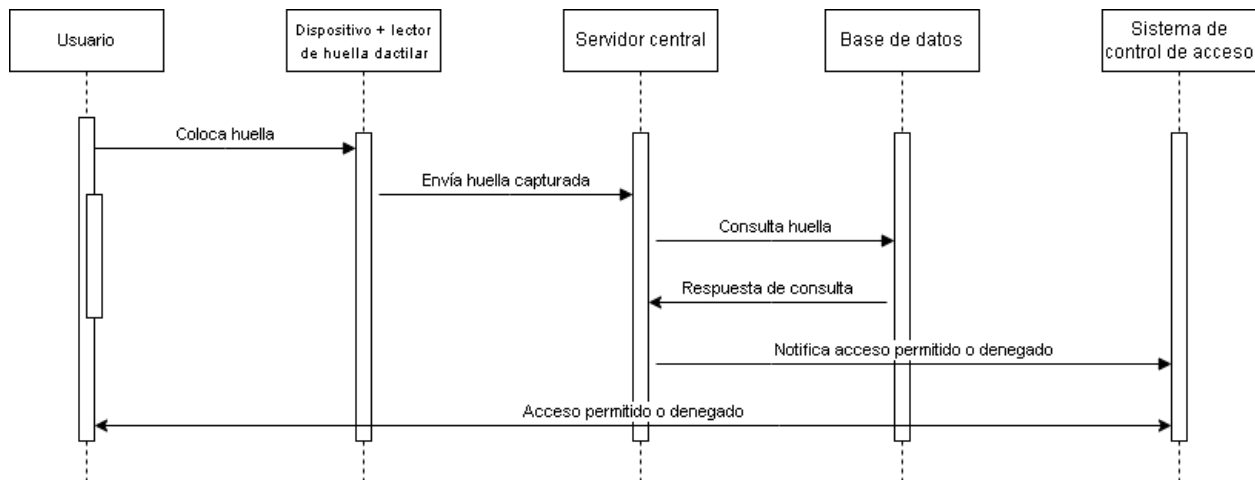 Usuario
Dispositivo + lector
de huella dactilar
Servidor central
Base de datos
Sistema de
control de acceso
Coloca huella
Envía huella capturada
Consulta huella
Respuesta de consulta
Notifica acceso permitido o denegado
Acceso permitido o denegado